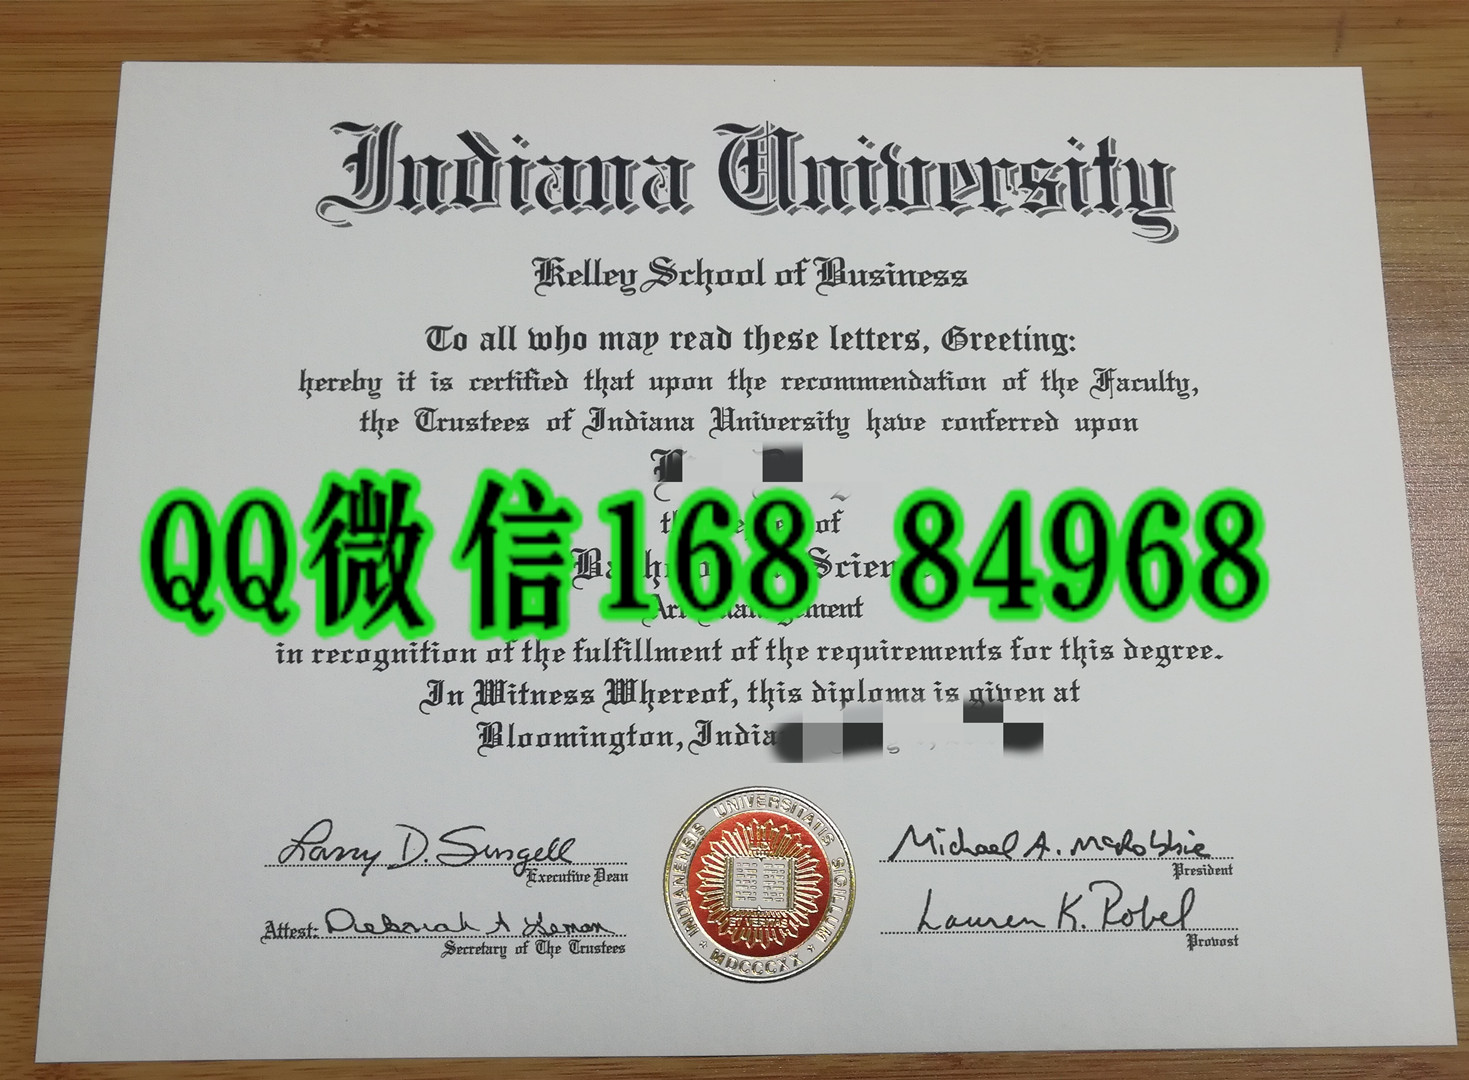 Indiana University
Kelley School of Business
To all who may read these letters, Greeting:
hereby it is certified that upon the recommendation of the Faculty,
the Trustees of Indiana University have conferred upon
of
QQ微信168 84968
in recognition of the fulfillment of the requirements for this degree.
In Witness Whereof, this diploma is given at
Bloomington,
Larry D. Singell
Executive Dean
Attest: Deborah A Lemon
Secretary of The Trustees
INDIANENSIS UNIVERSITATIS SIGILLUM
MDCCCXX
Michael A. McRobbie
President
Lauren K. Robel
Provost